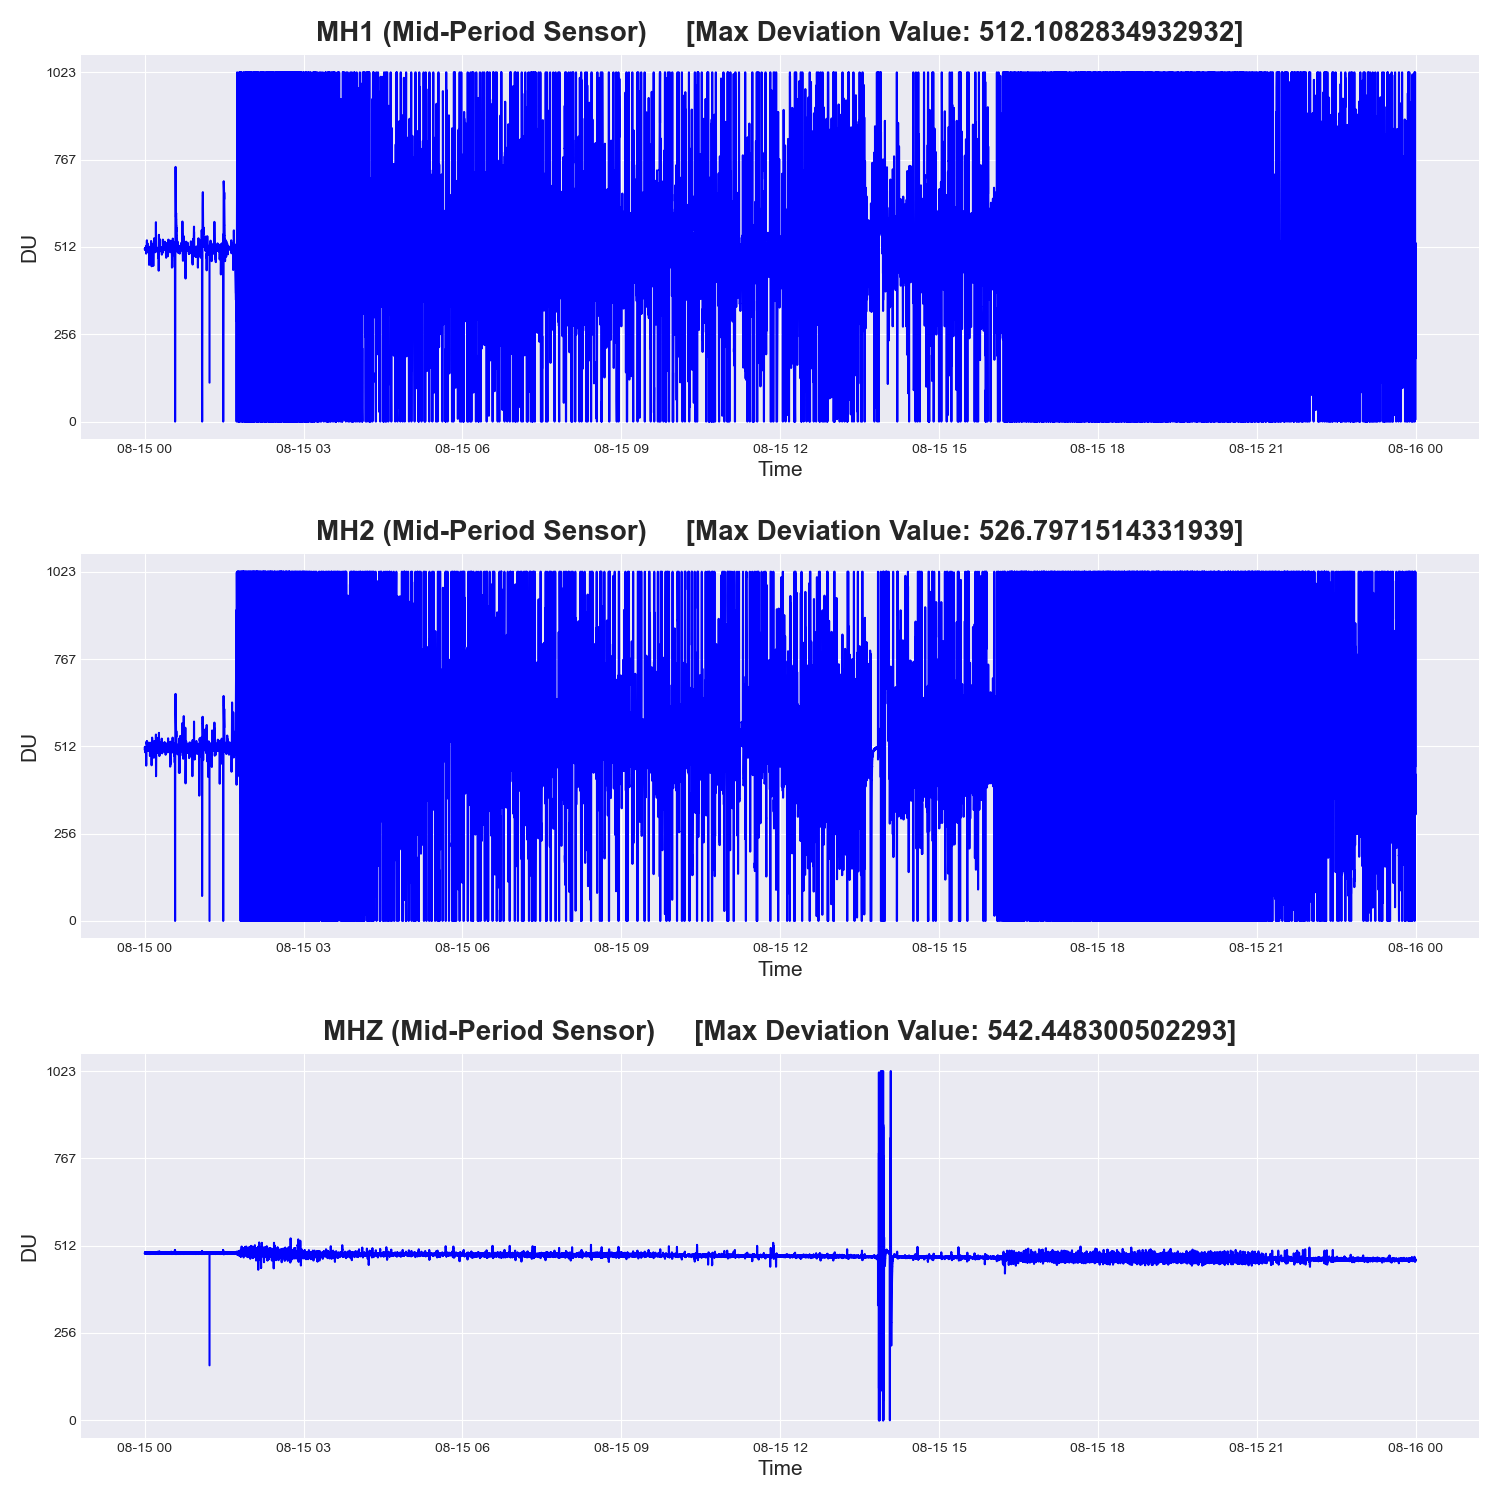 MH1 (Mid-Period Sensor) [Max Deviation Value: 512.1082834932932]
1023
767
512
256
0
DU
08-15 00 08-15 03 08-15 06 08-15 09 08-15 12 08-15 15 08-15 18 08-15 21 08-16 00
Time
MH2 (Mid-Period Sensor) [Max Deviation Value: 526.7971514331939]
1023
767
512
256
0
DU
08-15 00 08-15 03 08-15 06 08-15 09 08-15 12 08-15 15 08-15 18 08-15 21 08-16 00
Time
MHZ (Mid-Period Sensor) [Max Deviation Value: 542.448300502293]
1023
767
512
256
0
DU
08-15 00 08-15 03 08-15 06 08-15 09 08-15 12 08-15 15 08-15 18 08-15 21 08-16 00
Time